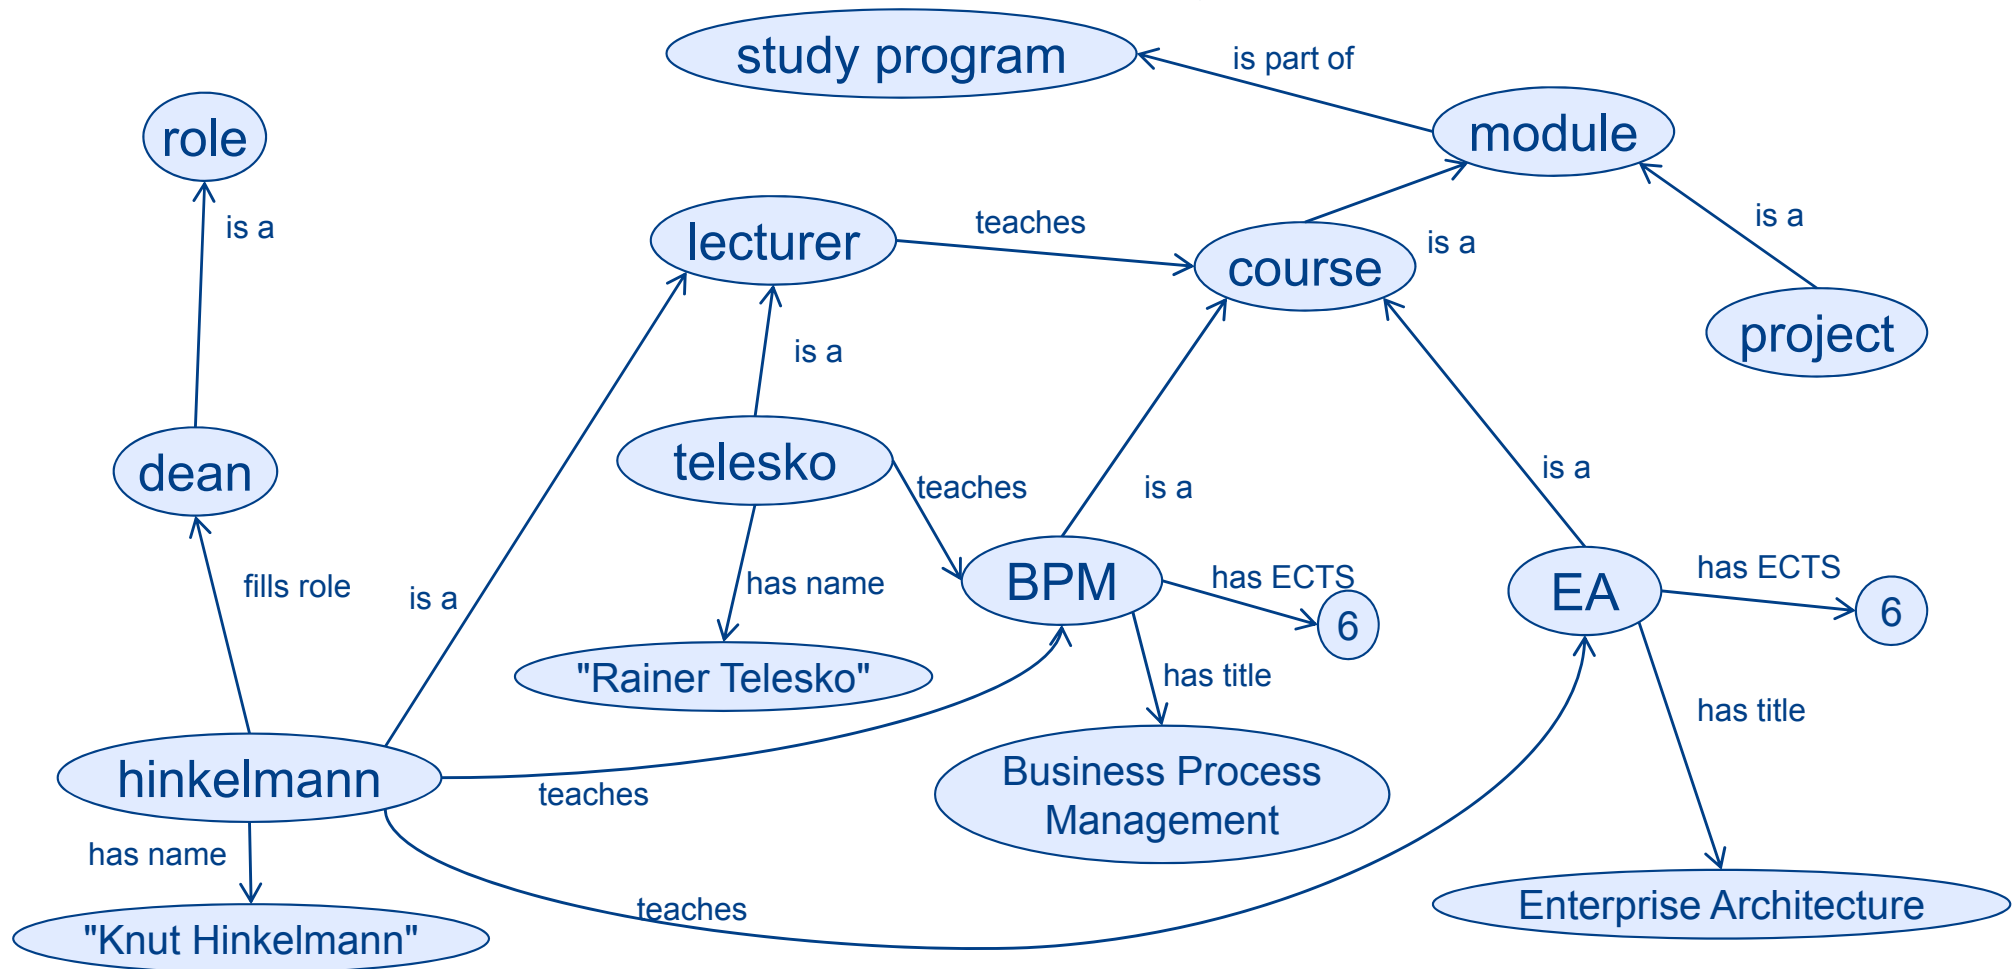 study program
is part of
module
role
is a
lecturer
teaches
course
is a
is a
project
is a
dean
telesko
teaches
is a
is a
fills role
is a
has name
BPM
has ECTS
6
EA
has ECTS
6
"Rainer Telesko"
has title
has title
hinkelmann
teaches
Business Process
Management
has name
teaches
Enterprise Architecture
"Knut Hinkelmann"